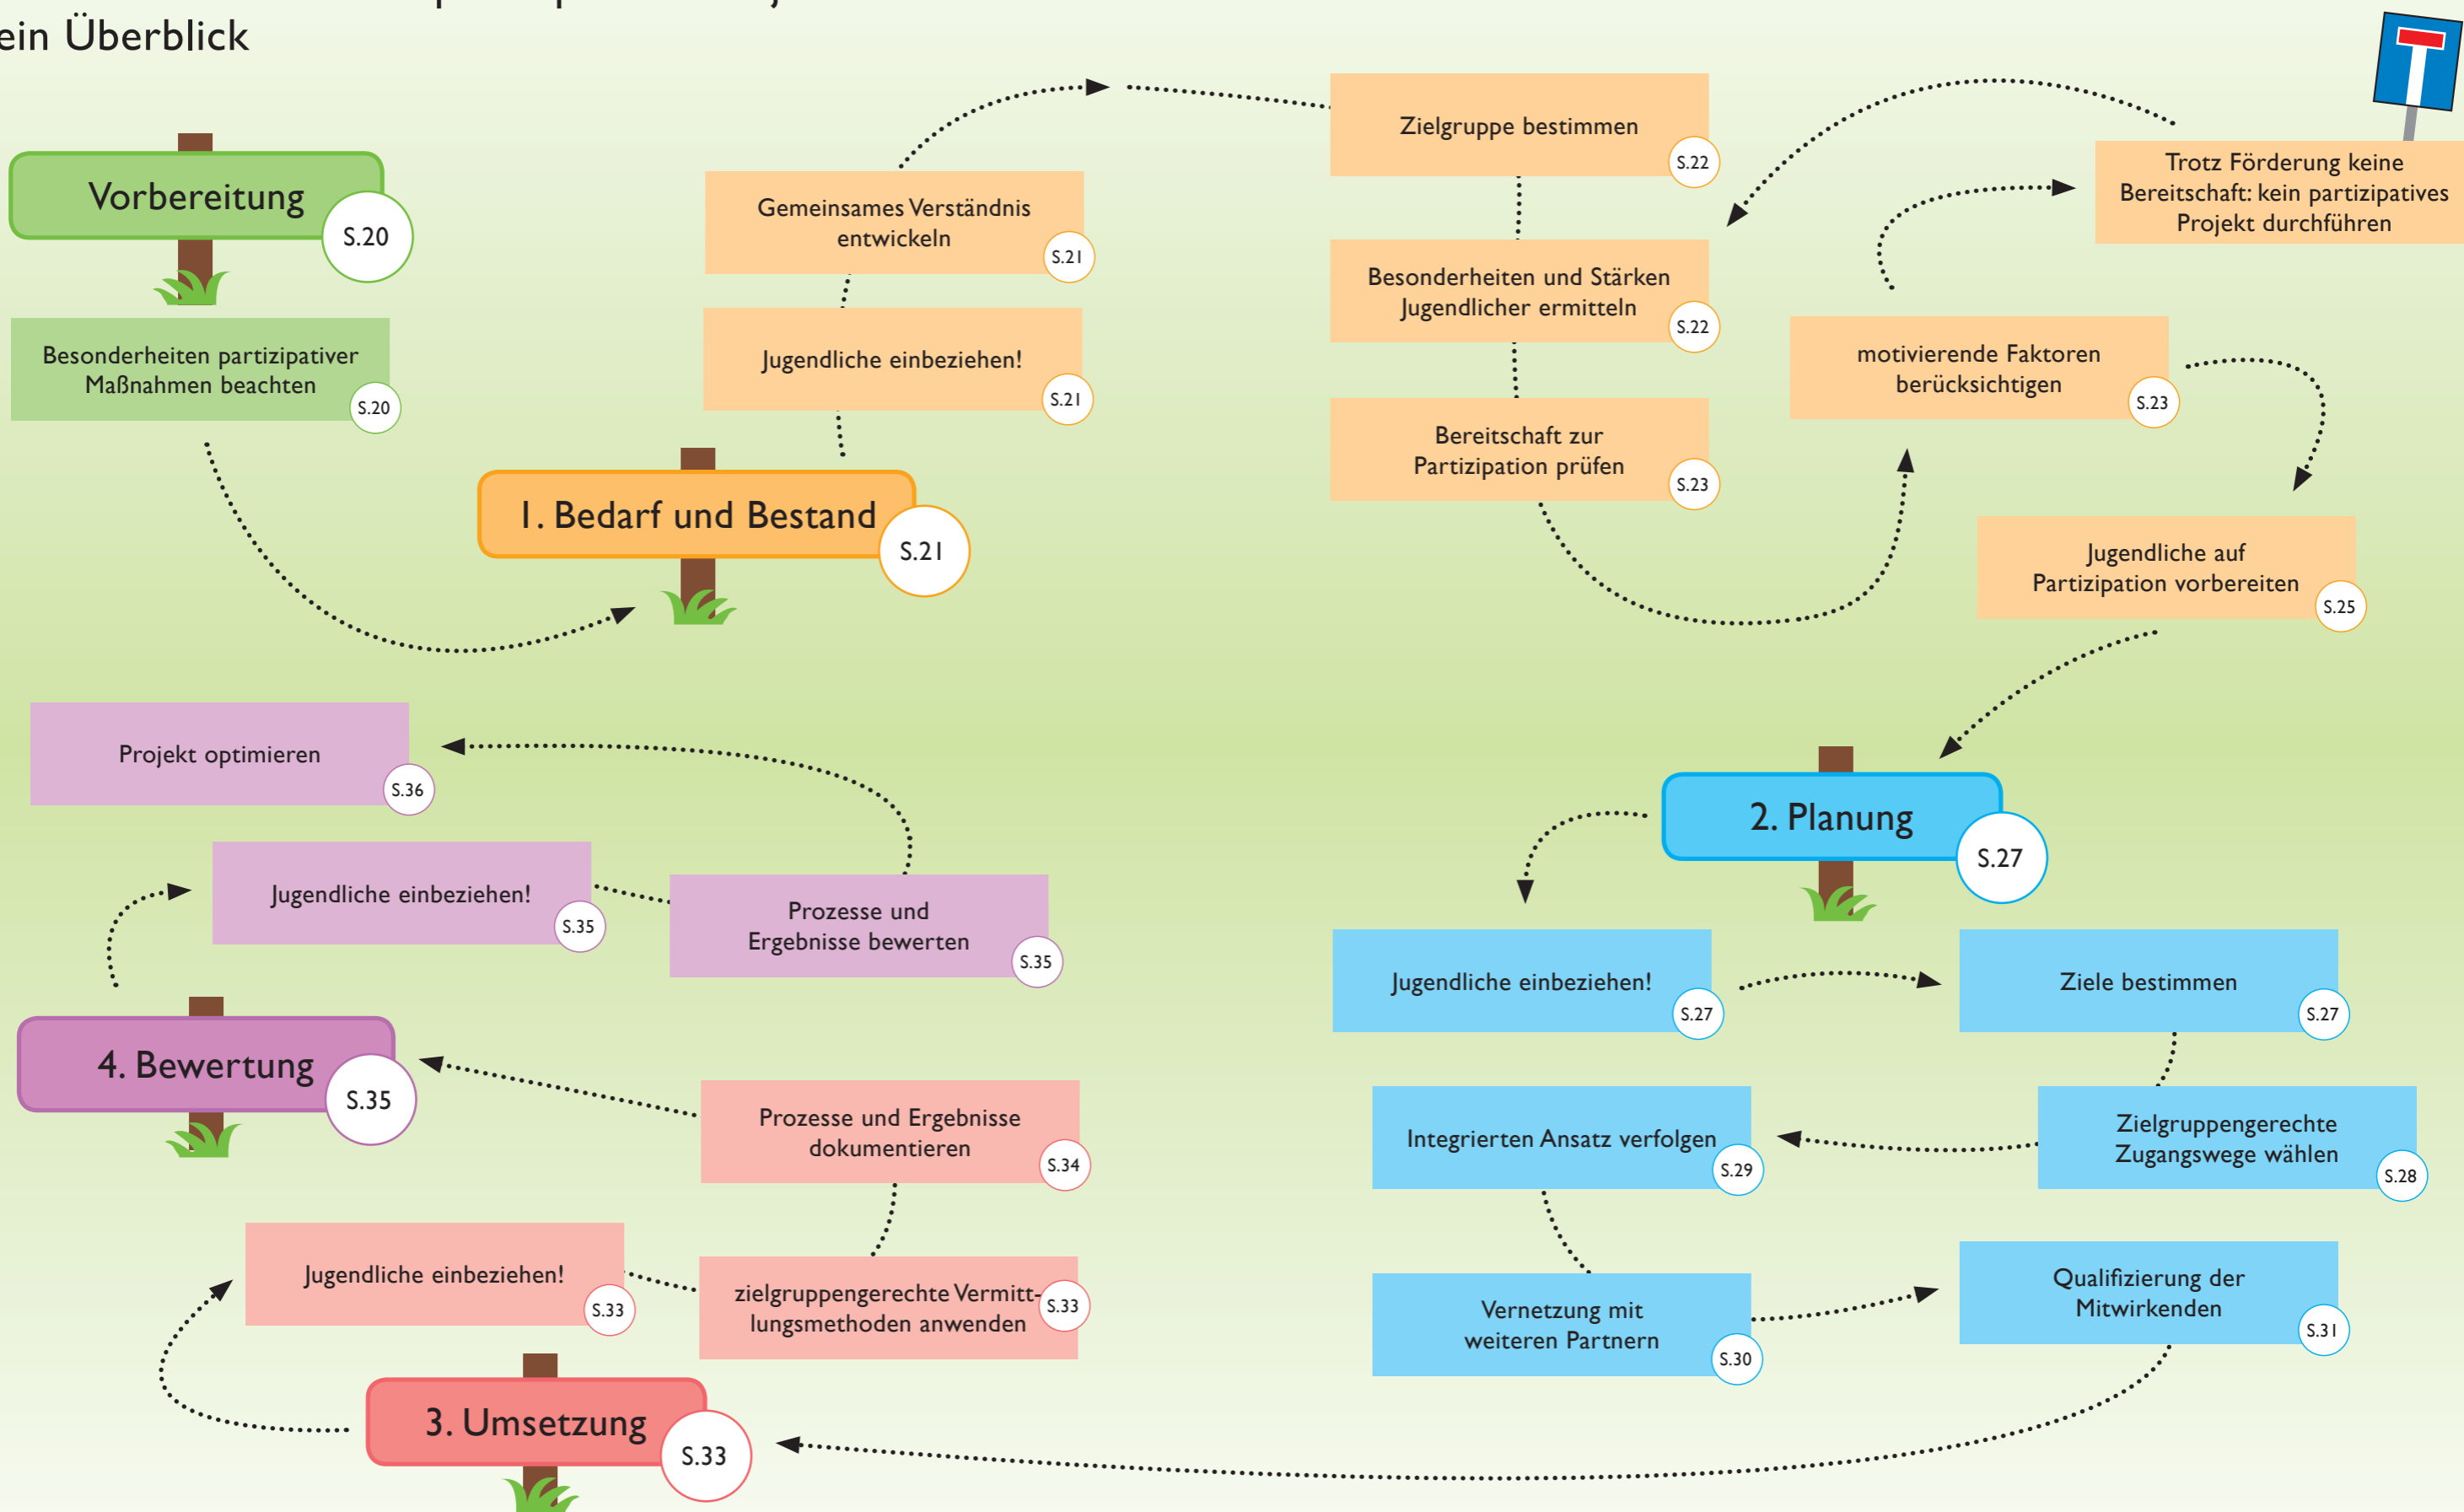 ein Überblick
Vorbereitung
S.20
Besonderheiten partizipativer
Maßnahmen beachten
S.20
1. Bedarf und Bestand
S.21
Jugendliche einbeziehen!
S.21
Gemeinsames Verständnis
entwickeln
S.21
Zielgruppe bestimmen
S.22
Besonderheiten und Stärken
Jugendlicher ermitteln
S.22
Bereitschaft zur
Partizipation prüfen
S.23
motivierende Faktoren
berücksichtigen
S.23
Trotz Förderung keine
Bereitschaft: kein partizipatives
Projekt durchführen
Jugendliche auf
Partizipation vorbereiten
S.25
2. Planung
S.27
Jugendliche einbeziehen!
S.27
Ziele bestimmen
S.27
Zielgruppengerechte
Zugangswege wählen
S.28
Integrierten Ansatz verfolgen
S.29
Vernetzung mit
weiteren Partnern
S.30
Qualifizierung der
Mitwirkenden
S.31
3. Umsetzung
S.33
Jugendliche einbeziehen!
S.33
zielgruppengerechte Vermitt-
lungsmethoden anwenden
S.33
Prozesse und Ergebnisse
dokumentieren
S.34
4. Bewertung
S.35
Jugendliche einbeziehen!
S.35
Prozesse und
Ergebnisse bewerten
S.35
Projekt optimieren
S.36